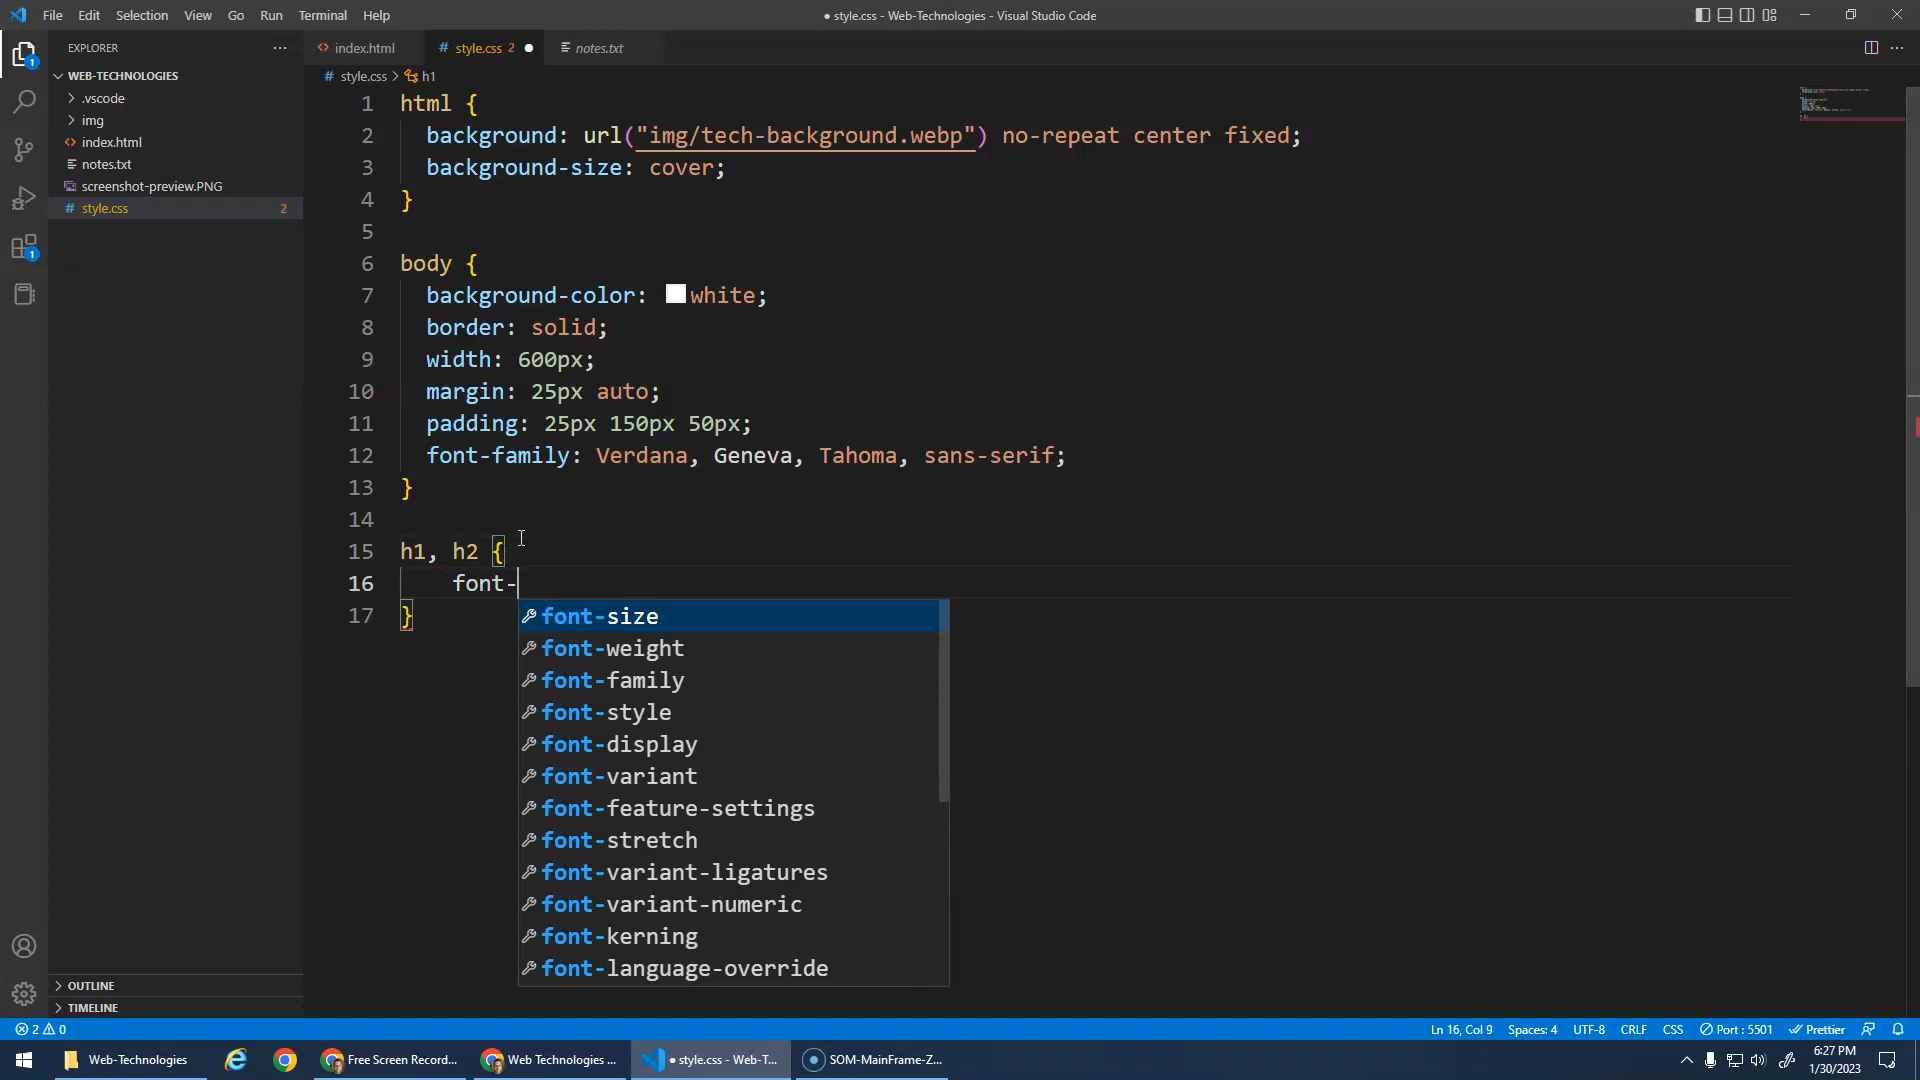 File Edit Selection View Go Run Terminal Help
● style.css - Web-Technologies - Visual Studio Code
EXPLORER
index.html
style.css 2
notes.txt
WEB-TECHNOLOGIES
.vscode
img
index.html
notes.txt
screenshot-preview.PNG
style.css 2
OUTLINE
TIMELINE
style.css > h1
1 html {
2 background: url("img/tech-background.webp") no-repeat center fixed;
3 background-size: cover;
4 }
5
6 body {
7 background-color: white;
8 border: solid;
9 width: 600px;
10 margin: 25px auto;
11 padding: 25px 150px 50px;
12 font-family: Verdana, Geneva, Tahoma, sans-serif;
13 }
14
15 h1, h2 {
16 font-
17 }
font-size
font-weight
font-family
font-style
font-display
font-variant
font-feature-settings
font-stretch
font-variant-ligatures
font-variant-numeric
font-kerning
font-language-override
1
1
2 0
Ln 16, Col 9 Spaces: 4 UTF-8 CRLF CSS Port : 5501 Prettier
Web-Technologies
Free Screen Record...
Web Technologies ...
● style.css - Web-T...
SOM-MainFrame-Z...
6:27 PM
1/30/2023